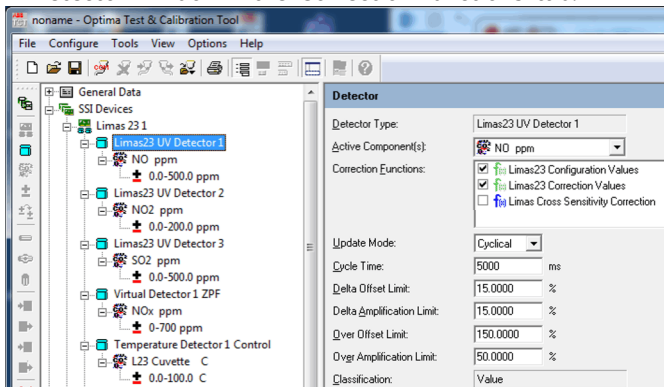 noname - Optima Test & Calibration Tool
File Configure Tools View Options Help
General Data
SSI Devices
Limas 23 1
Limas23 UV Detector 1
NO ppm
0.0-500.0 ppm
Limas23 UV Detector 2
NO2 ppm
0.0-200.0 ppm
Limas23 UV Detector 3
SO2 ppm
0.0-500.0 ppm
Virtual Detector 1 ZPF
NOx ppm
0-700 ppm
Temperature Detector 1 Control
L23 Cuvette C
0.0-100.0 C
Detector
Detector Type: Limas23 UV Detector 1
Active Component(s): NO ppm
Correction Functions: Limas23 Configuration Values
Limas23 Correction Values
Limas Cross Sensitivity Correction
Update Mode: Cyclical
Cycle Time: 5000 ms
Delta Offset Limit: 15.0000 %
Delta Amplification Limit: 15.0000 %
Over Offset Limit: 150.0000 %
Over Amplification Limit: 50.0000 %
Classification: Value